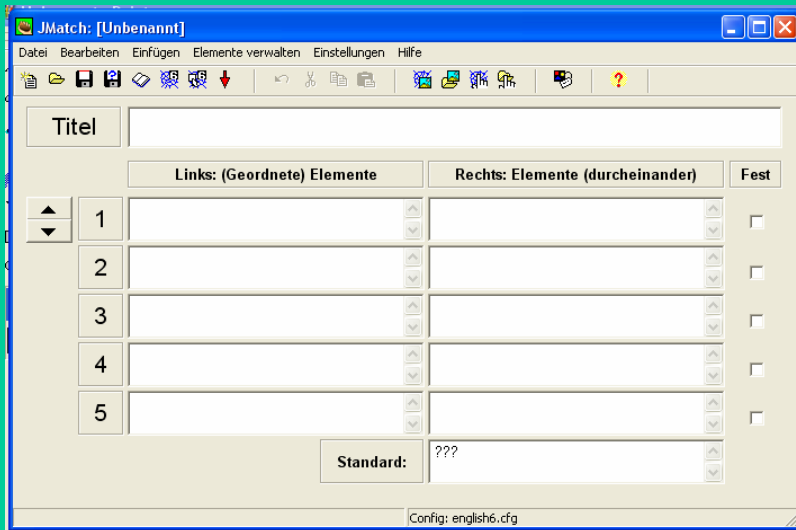 JMatch: [Unbenannt]
Datei Bearbeiten Einfügen Elemente verwalten Einstellungen Hilfe
Titel
Links: (Geordnete) Elemente Rechts: Elemente (durcheinander) Fest
1
2
3
4
5
Standard: ???
Config: english6.cfg